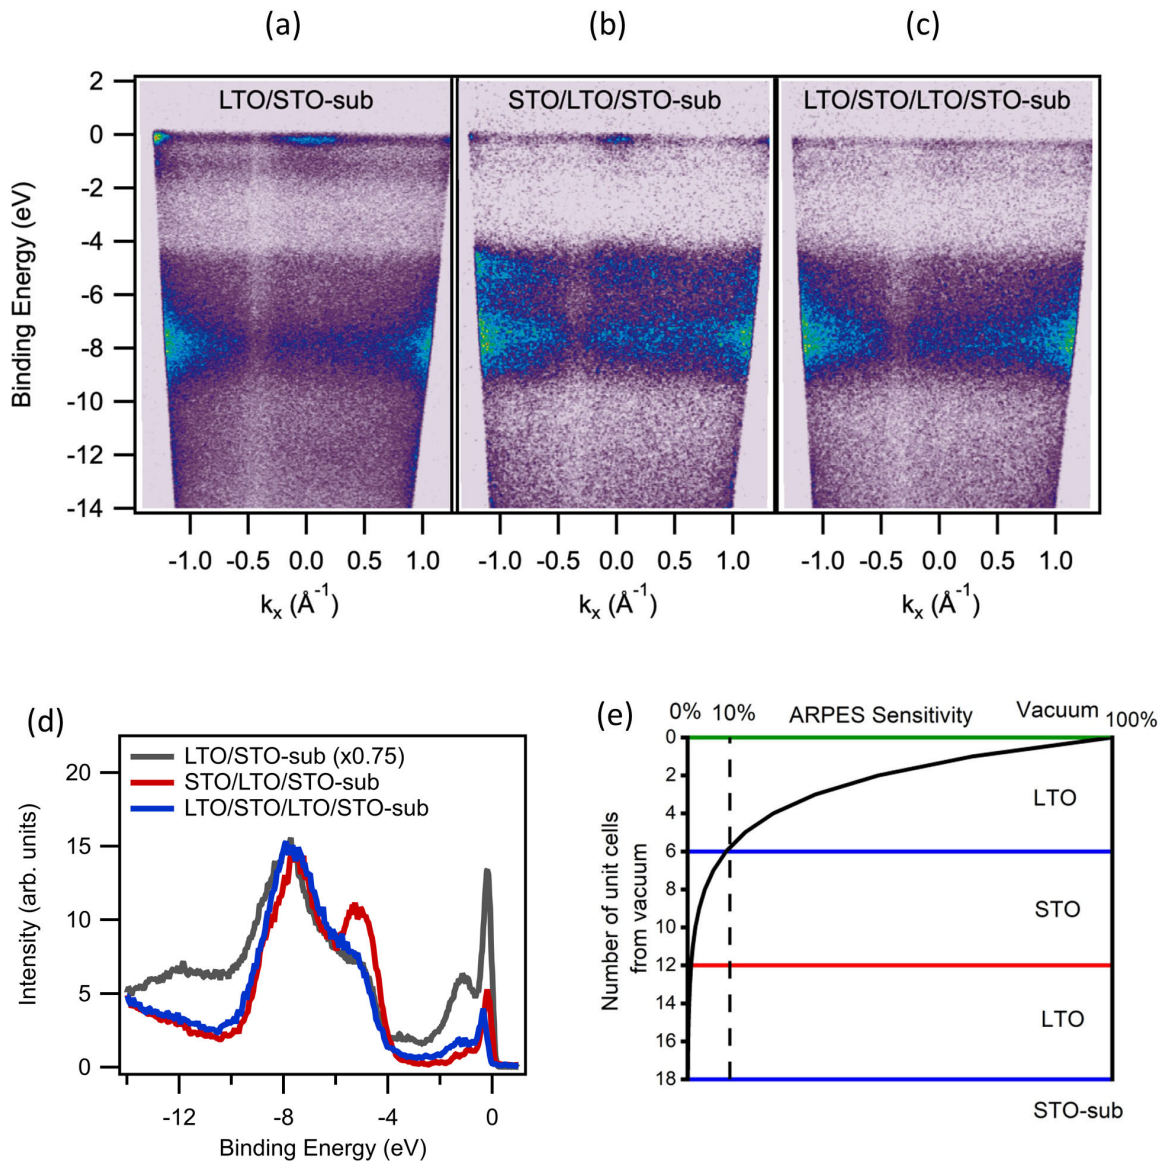 (a) (b) (c)
LTO/STO-sub STO/LTO/STO-sub LTO/STO/LTO/STO-sub
Binding Energy (eV)
2
0
-2
-4
-6
-8
-10
-12
-14
-1.0 -0.5 0.0 0.5 1.0 -1.0 -0.5 0.0 0.5 1.0 -1.0 -0.5 0.0 0.5 1.0
kx (Å-1) kx (Å-1) kx (Å-1)
(d)
LTO/STO-sub (x0.75)
STO/LTO/STO-sub
LTO/STO/LTO/STO-sub
Intensity (arb. units)
20
15
10
5
0
-12 -8 -4 0
Binding Energy (eV)
(e)
0% 10% ARPES Sensitivity Vacuum 100%
Number of unit cells
from vacuum
0
2
4
6
8
10
12
14
16
18
LTO
STO
LTO
STO-sub